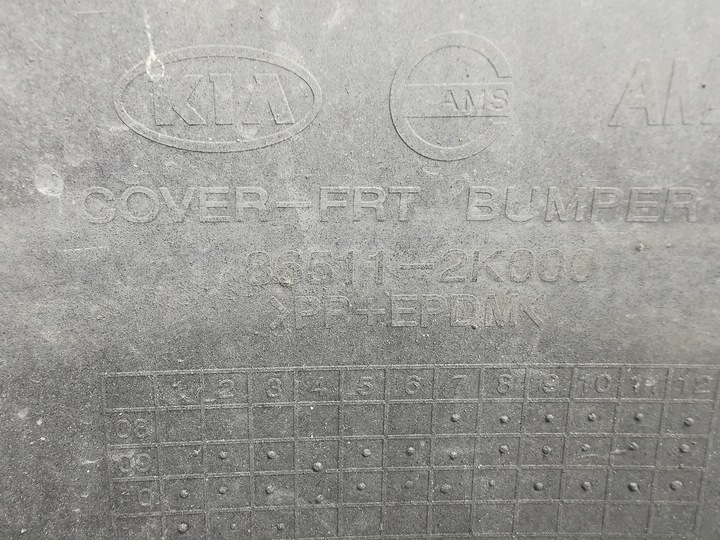 KIA AMS
COVER-FRT BUMPER
86511-2K000
>PP+EPDM<
1 2 3 4 5 6 7 8 9 10 11 12
08
09
10